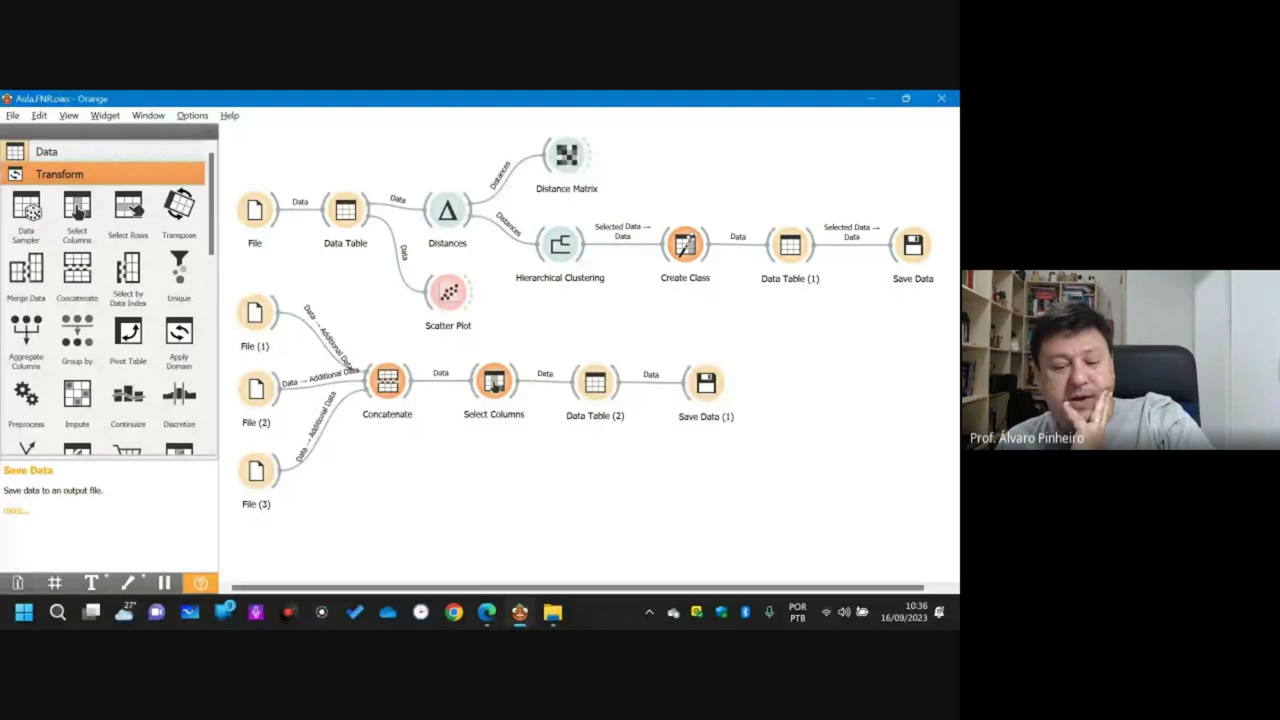 Aula.FNR.ows - Orange
File Edit View Widget Window Options Help
Data
Transform
Data Sampler
Select Columns
Select Rows
Transpose
Merge Data
Concatenate
Select by Data Index
Unique
Aggregate Columns
Group by
Pivot Table
Apply Domain
Preprocess
Impute
Continuize
Discretize
Save Data
Save data to an output file.
more...
File
Data
Data Table
Data
Data
Distances
Distances
Distances
Distance Matrix
Hierarchical Clustering
Selected Data → Data
Create Class
Data
Data Table (1)
Selected Data → Data
Save Data
Scatter Plot
File (1)
Data → Additional Data
File (2)
Data → Additional Data
File (3)
Data → Additional Data
Concatenate
Data
Select Columns
Data
Data Table (2)
Data
Save Data (1)
Prof. Álvaro Pinheiro
27°
POR
PTB
10:36
16/09/2023